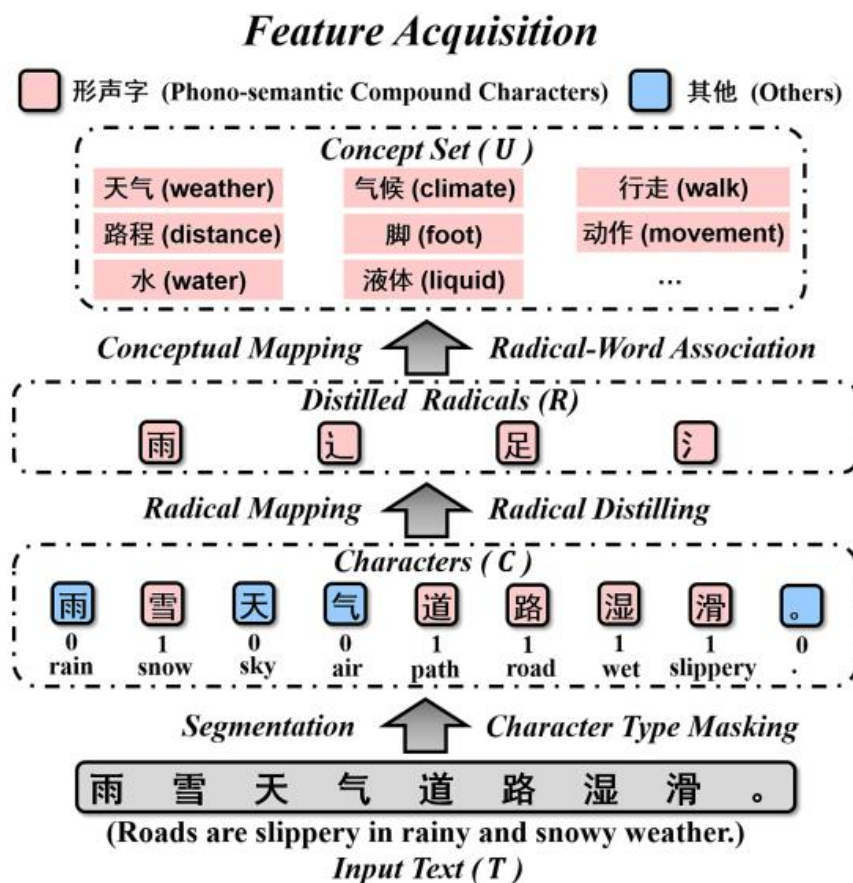 Feature Acquisition
形声字 (Phono-semantic Compound Characters) 其他 (Others)
Concept Set ( U )
天气 (weather) 气候 (climate) 行走 (walk)
路程 (distance) 脚 (foot) 动作 (movement)
水 (water) 液体 (liquid) ...
Conceptual Mapping Radical-Word Association
Distilled Radicals (R)
雨 辶 足 氵
Radical Mapping Radical Distilling
Characters ( C )
雨 雪 天 气 道 路 湿 滑 。
0 1 0 0 1 1 1 1 0
rain snow sky air path road wet slippery .
Segmentation Character Type Masking
雨 雪 天 气 道 路 湿 滑 。
(Roads are slippery in rainy and snowy weather.)
Input Text ( T )